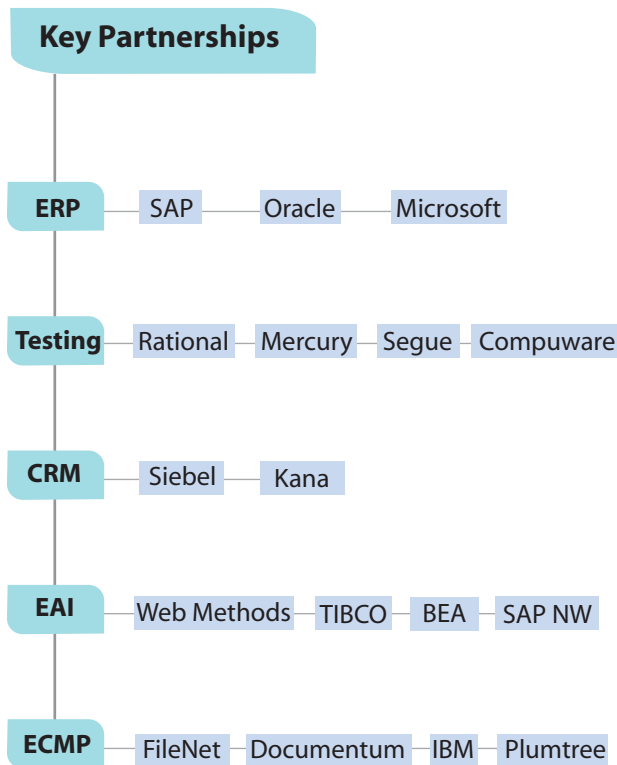 Key Partnerships
ERP SAP Oracle Microsoft
Testing Rational Mercury Segue Compuware
CRM Siebel Kana
EAI Web Methods TIBCO BEA SAP NW
ECMP FileNet Documentum IBM Plumtree